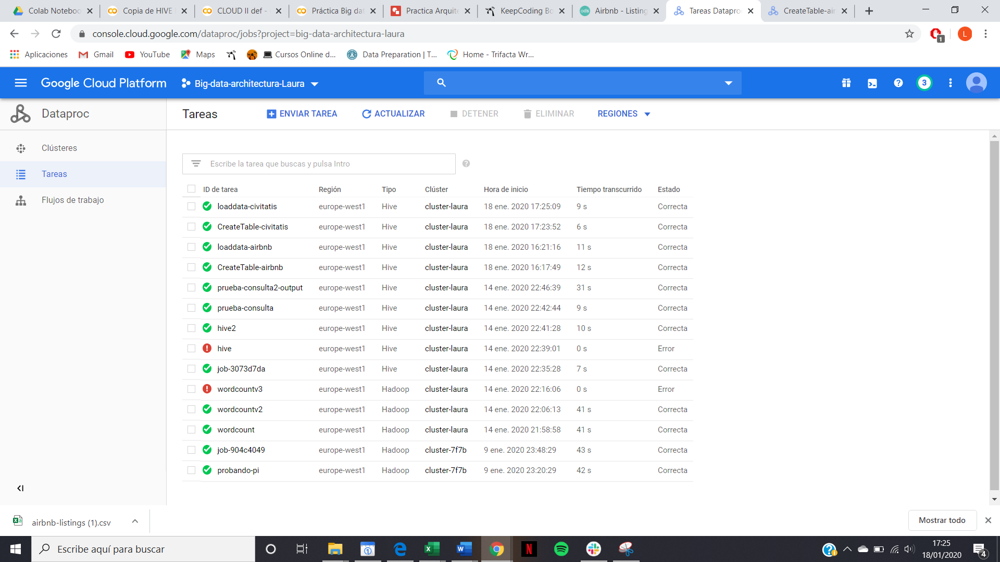 Colab Noteboo
Copia de HIVE
CLOUD II def -
Práctica Big dat
Practica Arquite
KeepCoding Bo
Airbnb - Listing
Tareas Dataproc
CreateTable-air
console.cloud.google.com/dataproc/jobs?project=big-data-architectura-laura
1
L
Aplicaciones
Gmail
YouTube
Maps
Cursos Online d...
Data Preparation | T...
Home - Trifacta Wr...
Google Cloud Platform
Big-data-architectura-Laura
3
Dataproc
Tareas
ENVIAR TAREA
ACTUALIZAR
DETENER
ELIMINAR
REGIONES
Clústeres
Tareas
Flujos de trabajo
Escribe la tarea que buscas y pulsa Intro
ID de tarea Región Tipo Clúster Hora de inicio Tiempo transcurrido Estado
loaddata-civitatis europe-west1 Hive cluster-laura 18 ene. 2020 17:25:09 9 s Correcta
CreateTable-civitatis europe-west1 Hive cluster-laura 18 ene. 2020 17:23:52 6 s Correcta
loaddata-airbnb europe-west1 Hive cluster-laura 18 ene. 2020 16:21:16 11 s Correcta
CreateTable-airbnb europe-west1 Hive cluster-laura 18 ene. 2020 16:17:49 12 s Correcta
prueba-consulta2-output europe-west1 Hive cluster-laura 14 ene. 2020 22:46:39 31 s Correcta
prueba-consulta europe-west1 Hive cluster-laura 14 ene. 2020 22:42:44 9 s Correcta
hive2 europe-west1 Hive cluster-laura 14 ene. 2020 22:41:28 10 s Correcta
hive europe-west1 Hive cluster-laura 14 ene. 2020 22:39:01 0 s Error
job-3073d7da europe-west1 Hive cluster-laura 14 ene. 2020 22:35:28 7 s Correcta
wordcountv3 europe-west1 Hadoop cluster-laura 14 ene. 2020 22:16:06 0 s Error
wordcountv2 europe-west1 Hadoop cluster-laura 14 ene. 2020 22:06:13 41 s Correcta
wordcount europe-west1 Hadoop cluster-laura 14 ene. 2020 21:58:58 41 s Correcta
job-904c4049 europe-west1 Hadoop cluster-7f7b 9 ene. 2020 23:48:29 43 s Correcta
probando-pi europe-west1 Hadoop cluster-7f7b 9 ene. 2020 23:20:29 42 s Correcta
airbnb-listings (1).csv
Mostrar todo
Escribe aquí para buscar
17:25
18/01/2020
4